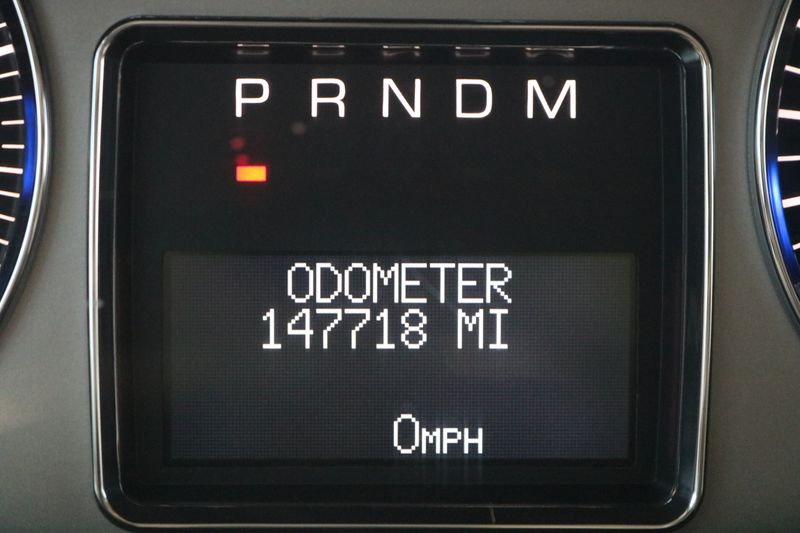 P R N D M
ODOMETER
147718 MI
0MPH